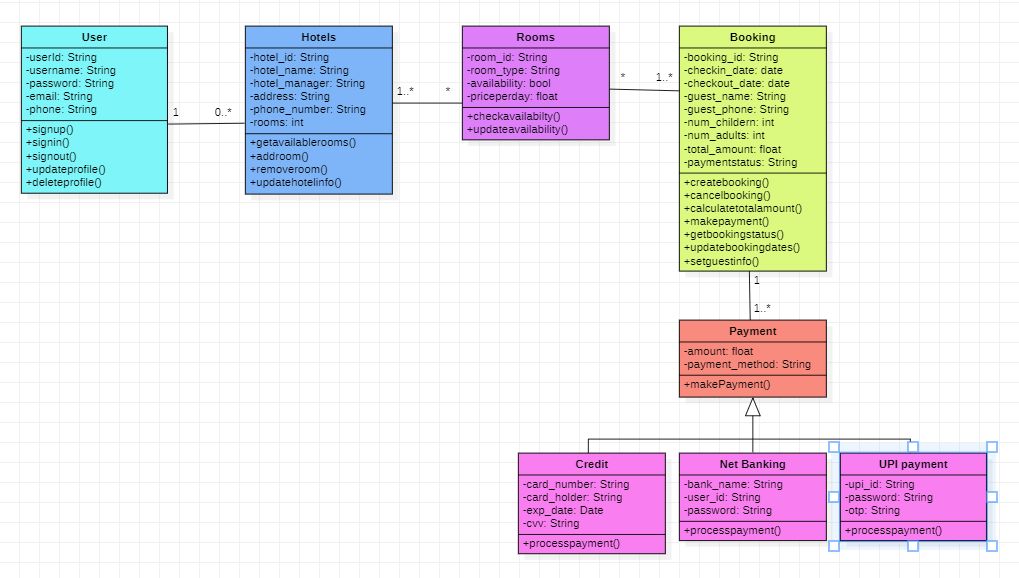 User
-userId: String
-username: String
-password: String
-email: String
-phone: String
+signup()
+signin()
+signout()
+updateprofile()
+deleteprofile()
1
0..*
Hotels
-hotel_id: String
-hotel_name: String
-hotel_manager: String
-address: String
-phone_number: String
-rooms: int
+getavailablerooms()
+addroom()
+removeroom()
+updatehotelinfo()
1..*
*
Rooms
-room_id: String
-room_type: String
-availability: bool
-priceperday: float
+checkavailabilty()
+updateavailability()
*
1..*
Booking
-booking_id: String
-checkin_date: date
-checkout_date: date
-guest_name: String
-guest_phone: String
-num_childern: int
-num_adults: int
-total_amount: float
-paymentstatus: String
+createbooking()
+cancelbooking()
+calculatetotalamount()
+makepayment()
+getbookingstatus()
+updatebookingdates()
+setguestinfo()
1
1..*
Payment
-amount: float
-payment_method: String
+makePayment()
Credit
-card_number: String
-card_holder: String
-exp_date: Date
-cvv: String
+processpayment()
Net Banking
-bank_name: String
-user_id: String
-password: String
+processpayment()
UPI payment
-upi_id: String
-password: String
-otp: String
+processpayment()